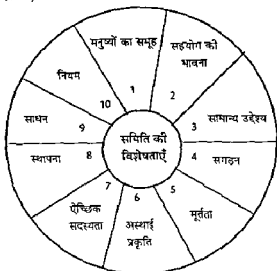 मनुष्यों का समूह
1
सहयोग की
भावना
2
3 सामान्य उद्देश्य
4 सगठन
5
मूर्तता
6
अस्थाई
प्रकृति
7
ऐच्छिक
सदस्यता
8
स्थापना
9
साधन
10
नियम
समिति की
विशेषताएँ